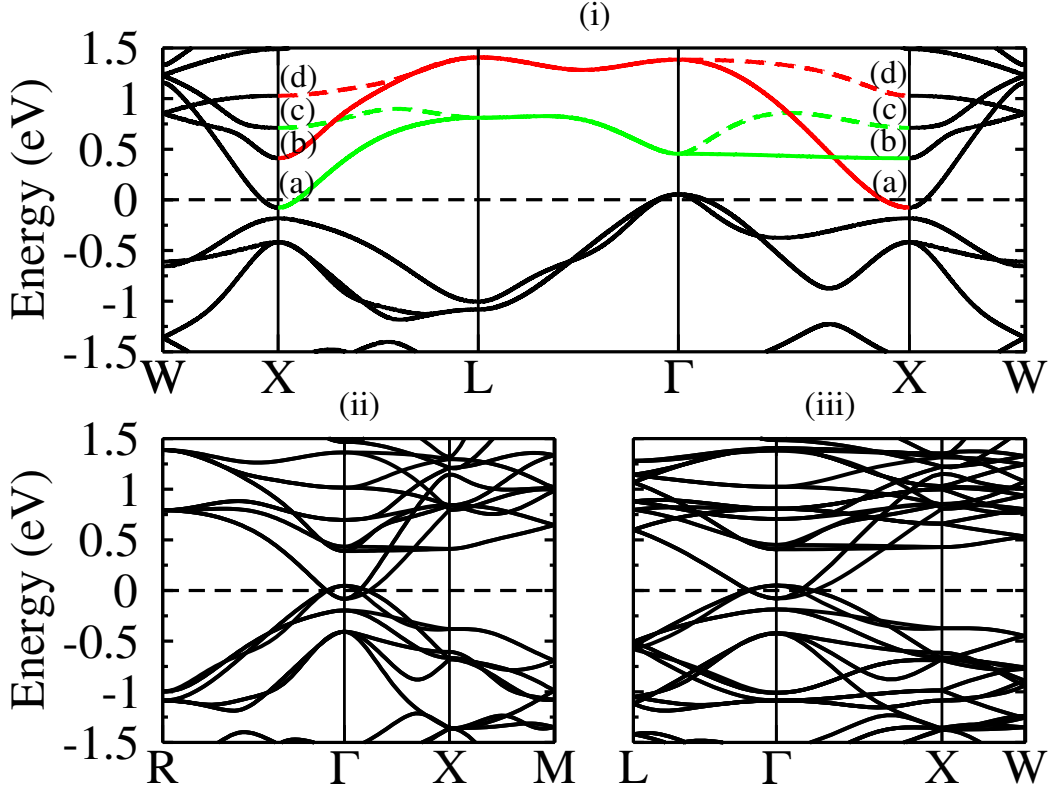 (i)
Energy (eV)
1.5
1
0.5
0
-0.5
-1
-1.5
(d)
(c)
(b)
(a)
(d)
(c)
(b)
(a)
W X L Γ X W
(ii)
Energy (eV)
1.5
1
0.5
0
-0.5
-1
-1.5
R Γ X M
(iii)
L Γ X W